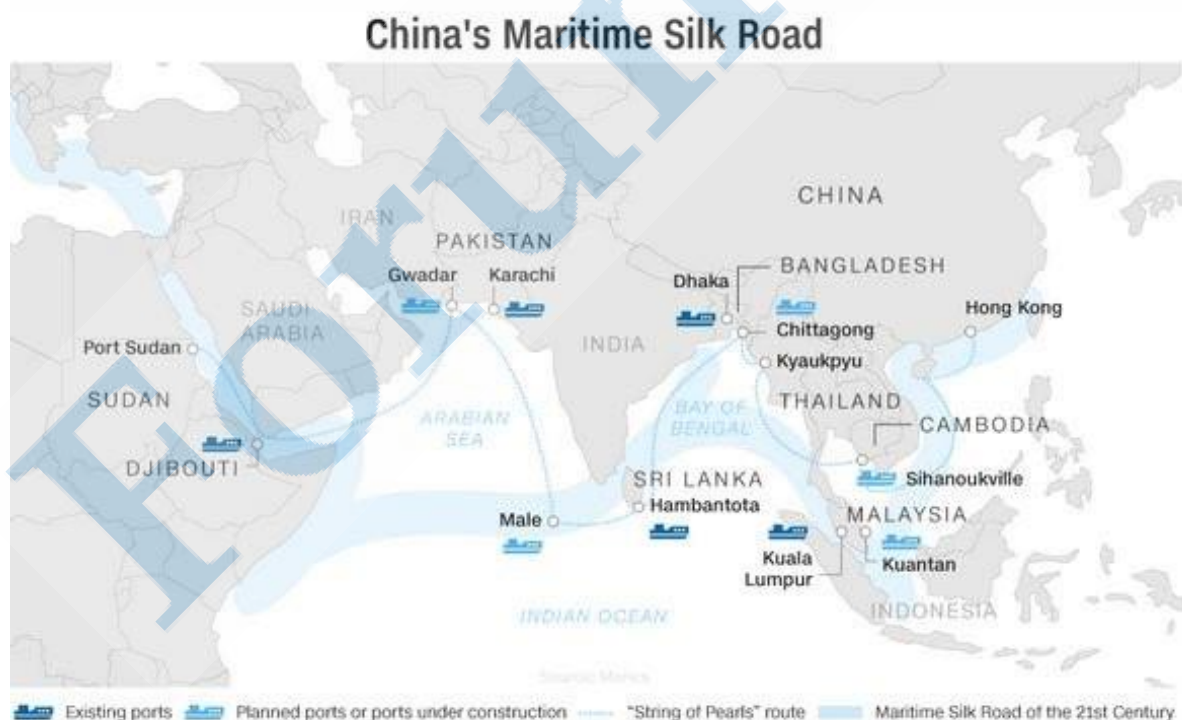 China's Maritime Silk Road
CHINA
IRAN
PAKISTAN
Gwadar
Karachi
Dhaka
BANGLADESH
SAUDI
ARABIA
INDIA
Hong Kong
Chittagong
Port Sudan
Kyaukpyu
SUDAN
ARABIAN
SEA
BAY OF
BENGAL
THAILAND
CAMBODIA
DJIBOUTI
SRI LANKA
Sihanoukville
Hambantota
Male
MALAYSIA
Kuala
Lumpur
Kuantan
INDIAN OCEAN
INDONESIA
Existing ports
Planned ports or ports under construction
"String of Pearls" route
Maritime Silk Road of the 21st Century
Forum